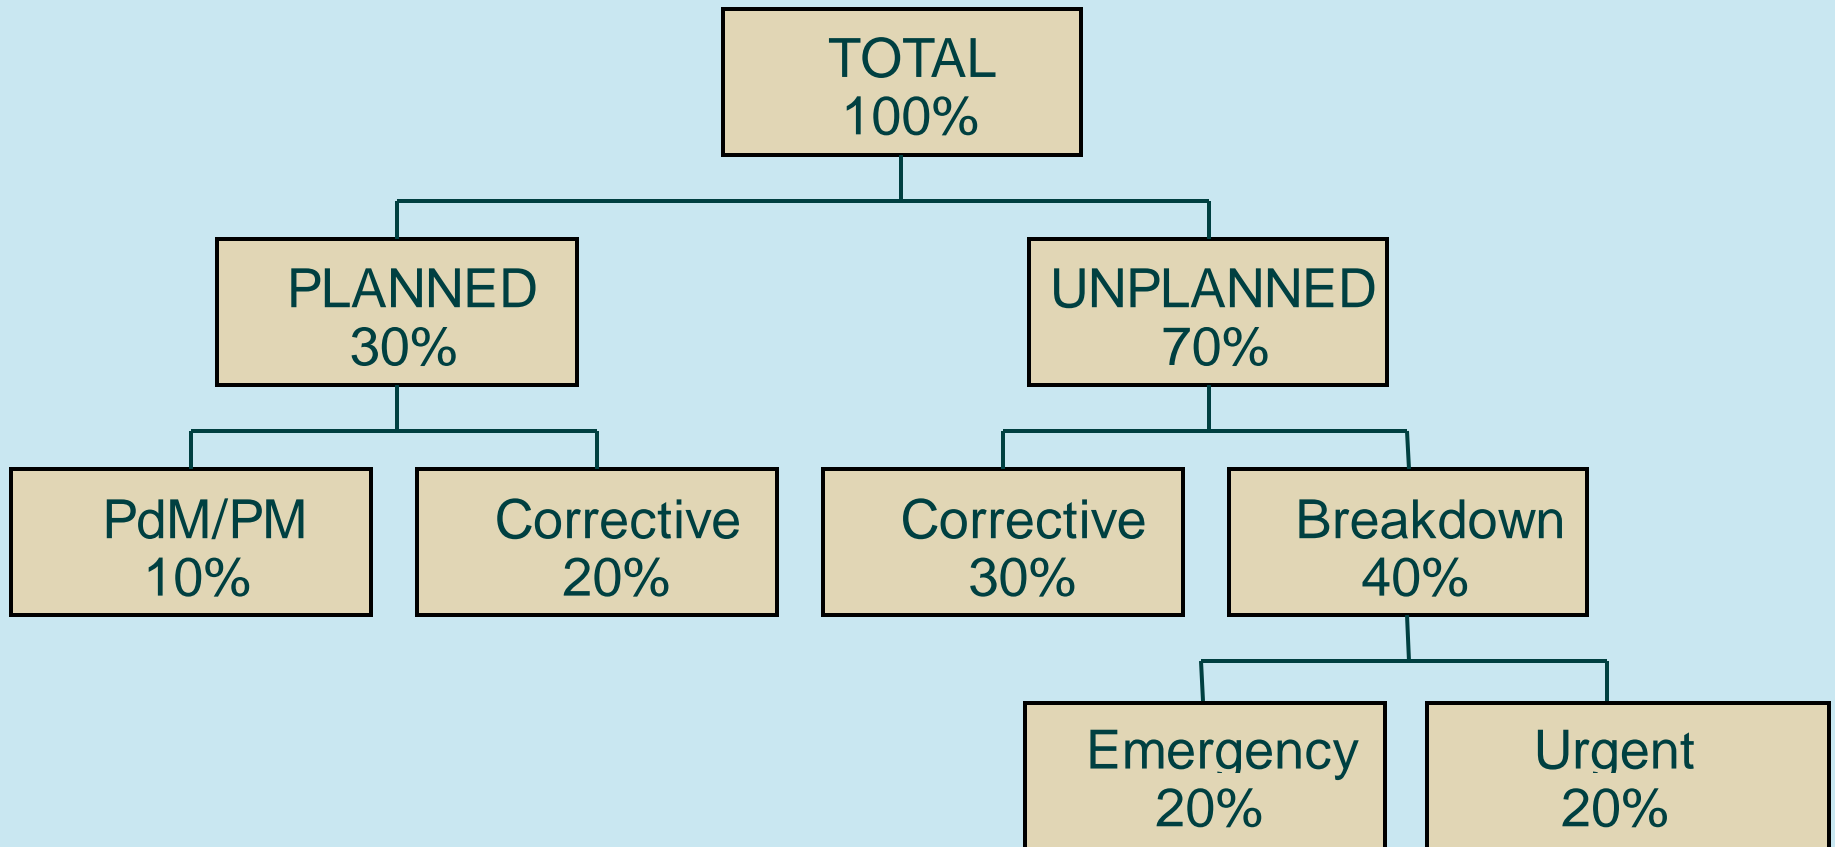 TOTAL
100%
PLANNED
30%
UNPLANNED
70%
PdM/PM
10%
Corrective
20%
Corrective
30%
Breakdown
40%
Emergency
20%
Urgent
20%